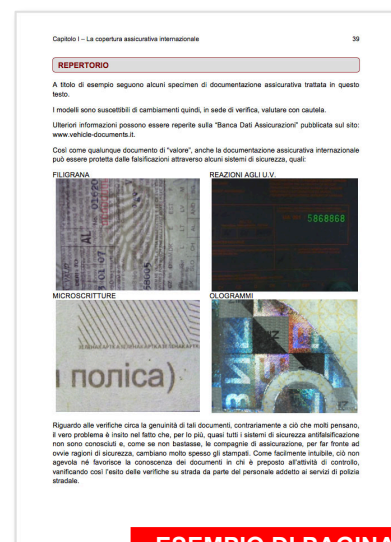 Capitolo I – La copertura assicurativa internazionale 39
REPERTORIO
A titolo di esempio seguono alcuni specimen di documentazione assicurativa trattata in questo
testo.
I modelli sono suscettibili di cambiamenti quindi, in sede di verifica, valutare con cautela.
Ulteriori informazioni possono essere reperite sulla "Banca Dati Assicurazioni" pubblicata sul sito:
www.vehicle-documents.it.
Così come qualunque documento di "valore", anche la documentazione assicurativa internazionale
può essere protetta dalle falsificazioni attraverso alcuni sistemi di sicurezza, quali:
FILIGRANA REAZIONI AGLI U.V.
AL
5868868
MICROSCRITTURE OLOGRAMMI
поліса)
Riguardo alle verifiche circa la genuinità di tali documenti, contrariamente a ciò che molti pensano,
il vero problema è insito nel fatto che, per lo più, quasi tutti i sistemi di sicurezza antifalsificazione
non sono conosciuti e, come se non bastasse, le compagnie di assicurazione, per far fronte ad
ovvie ragioni di sicurezza, cambiano molto spesso gli stampati. Come facilmente intuibile, ciò non
agevola né favorisce la conoscenza dei documenti in chi è preposto all'attività di controllo,
vanificando così l'esito delle verifiche su strada da parte del personale addetto ai servizi di polizia
stradale.